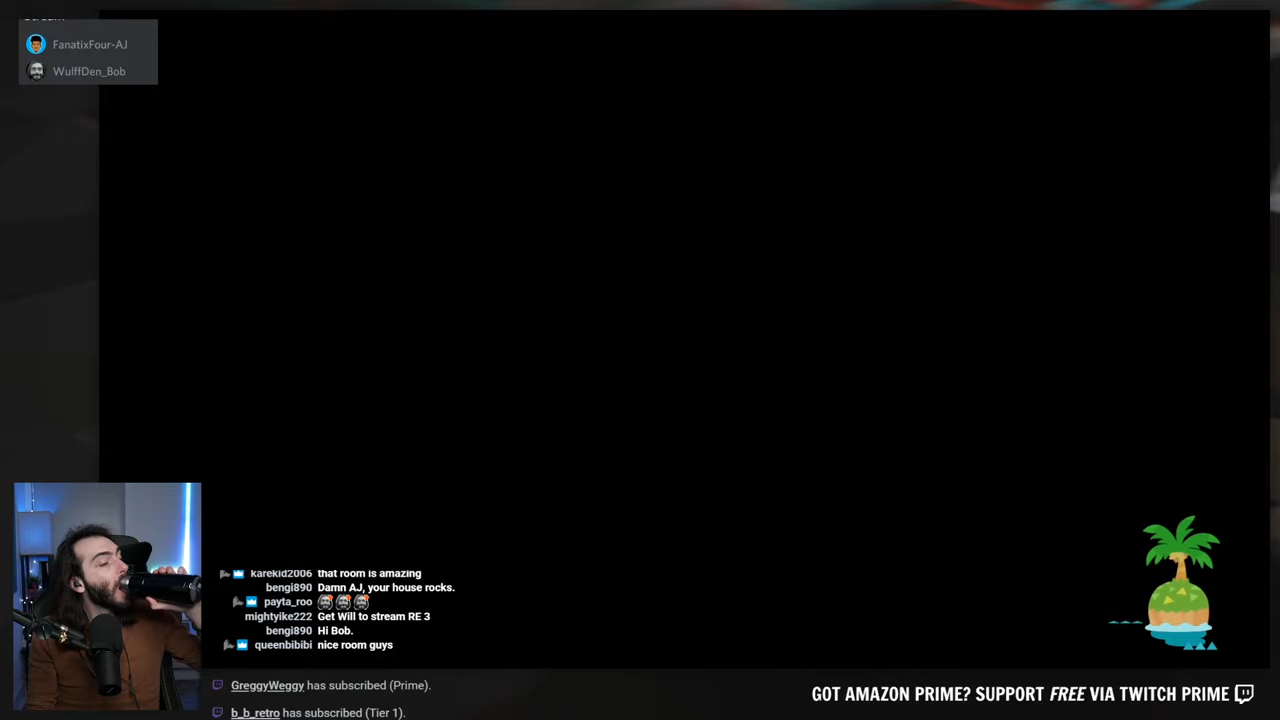 Stream
FanatixFour-AJ
WulffDen_Bob
karekid2006 that room is amazing
bengi890 Damn AJ, your house rocks.
payta_roo
mightyike222 Get Will to stream RE 3
bengi890 Hi Bob.
queenbibibi nice room guys
GreggyWeggy has subscribed (Prime).
b_b_retro has subscribed (Tier 1).
GOT AMAZON PRIME? SUPPORT FREE VIA TWITCH PRIME